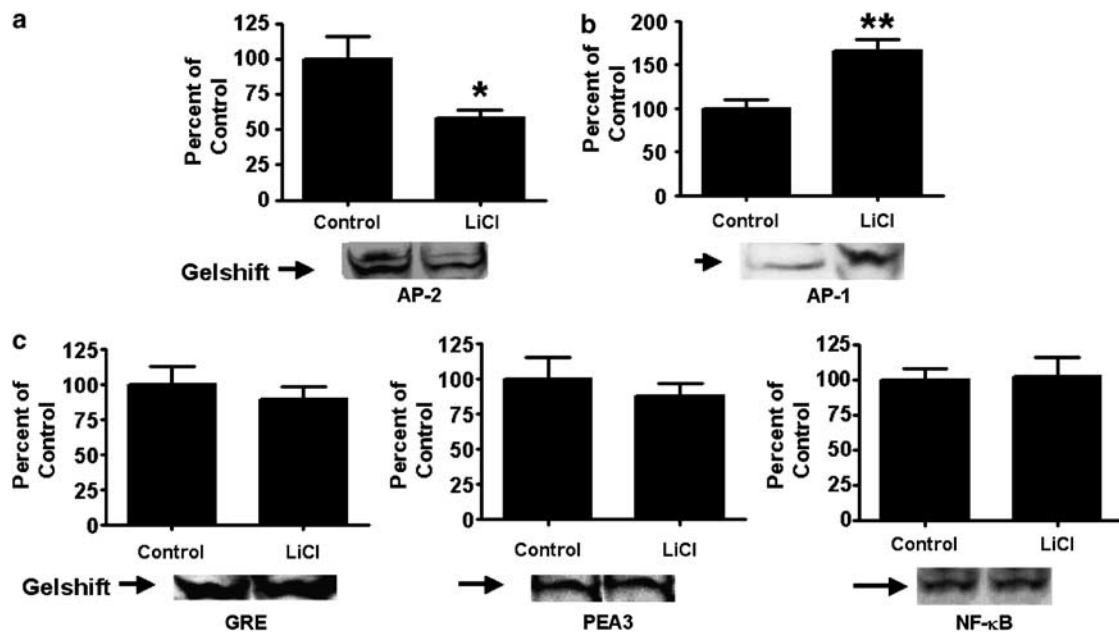 a
125
100
75
50
25
0
Percent of
Control
*
Control LiCl
Gelshift
AP-2
b
200
150
100
50
0
Percent of
Control
**
Control LiCl
AP-1
c
125
100
75
50
25
0
Percent of
Control
Control LiCl
Gelshift
GRE
125
100
75
50
25
0
Percent of
Control
Control LiCl
PEA3
125
100
75
50
25
0
Percent of
Control
Control LiCl
NF-κB